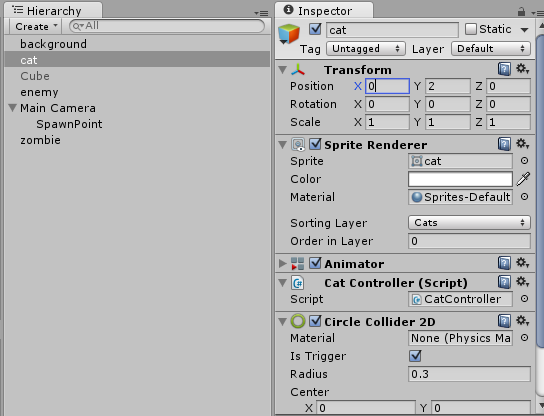 Hierarchy
Create All
background
cat
Cube
enemy
Main Camera
SpawnPoint
zombie
Inspector
cat Static
Tag Untagged Layer Default
Transform
Position X 0 Y 2 Z 0
Rotation X 0 Y 0 Z 0
Scale X 1 Y 1 Z 1
Sprite Renderer
Sprite cat
Color
Material Sprites-Default
Sorting Layer Cats
Order in Layer 0
Animator
Cat Controller (Script)
Script CatController
Circle Collider 2D
Material None (Physics Ma
Is Trigger
Radius 0.3
Center
X 0 Y 0